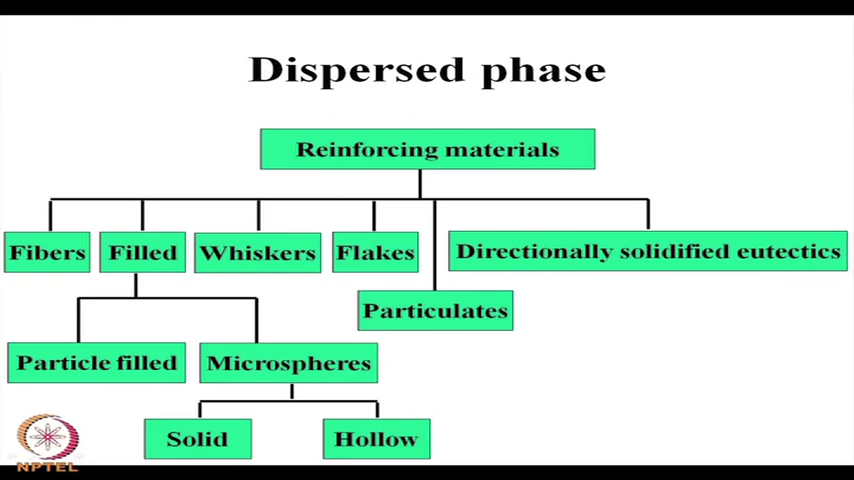 Dispersed phase
Reinforcing materials
Fibers
Filled
Whiskers
Flakes
Directionally solidified eutectics
Particulates
Particle filled
Microspheres
Solid
Hollow
NPTEL